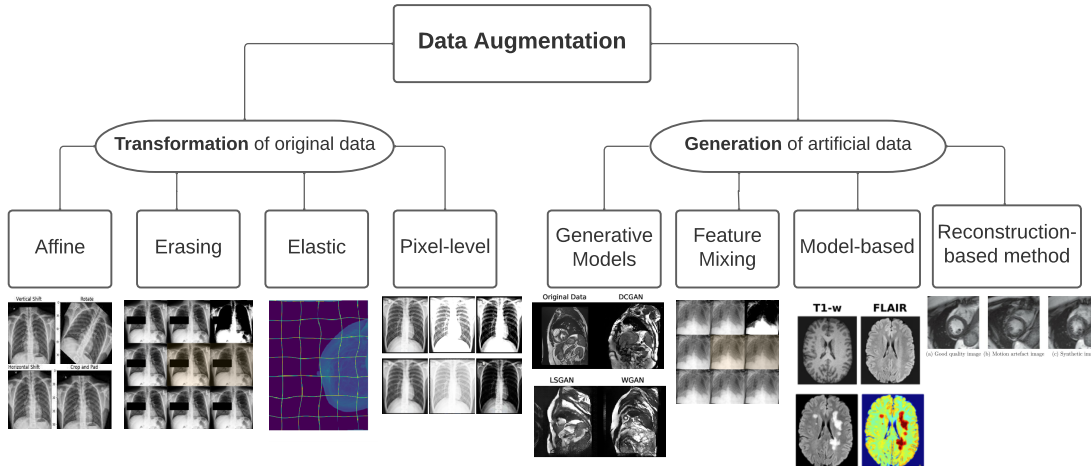 Data Augmentation
Transformation of original data
Generation of artificial data
Affine
Erasing
Elastic
Pixel-level
Generative
Models
Feature
Mixing
Model-based
Reconstruction-
based method
Vertical Shift
Rotate
Horizontal Shift
Crop and Pad
Original Data
DCGAN
LSGAN
WGAN
T1-w
FLAIR
(a) Good quality image
(b) Motion artefact image
(c) Synthetic im